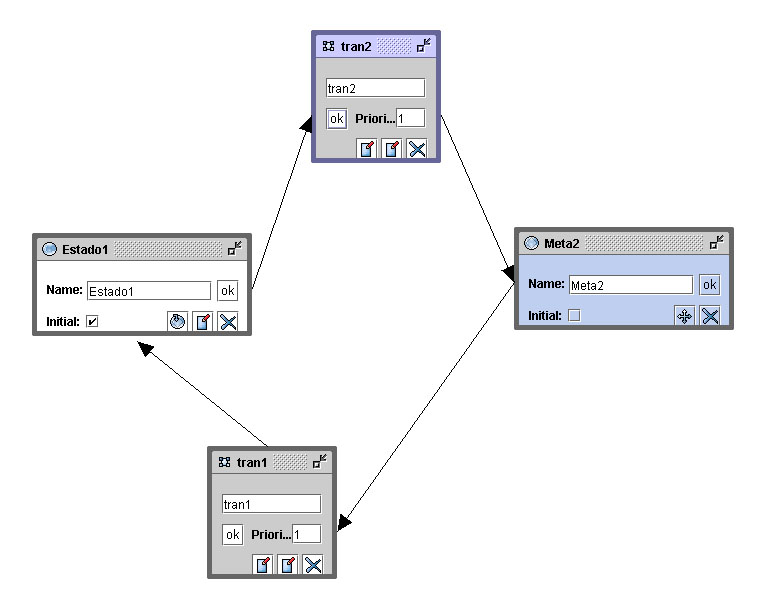 tran2
tran2
ok Priori... 1
Estado1
Name: Estado1 ok
Initial:
Meta2
Name: Meta2 ok
Initial:
tran1
tran1
ok Priori... 1